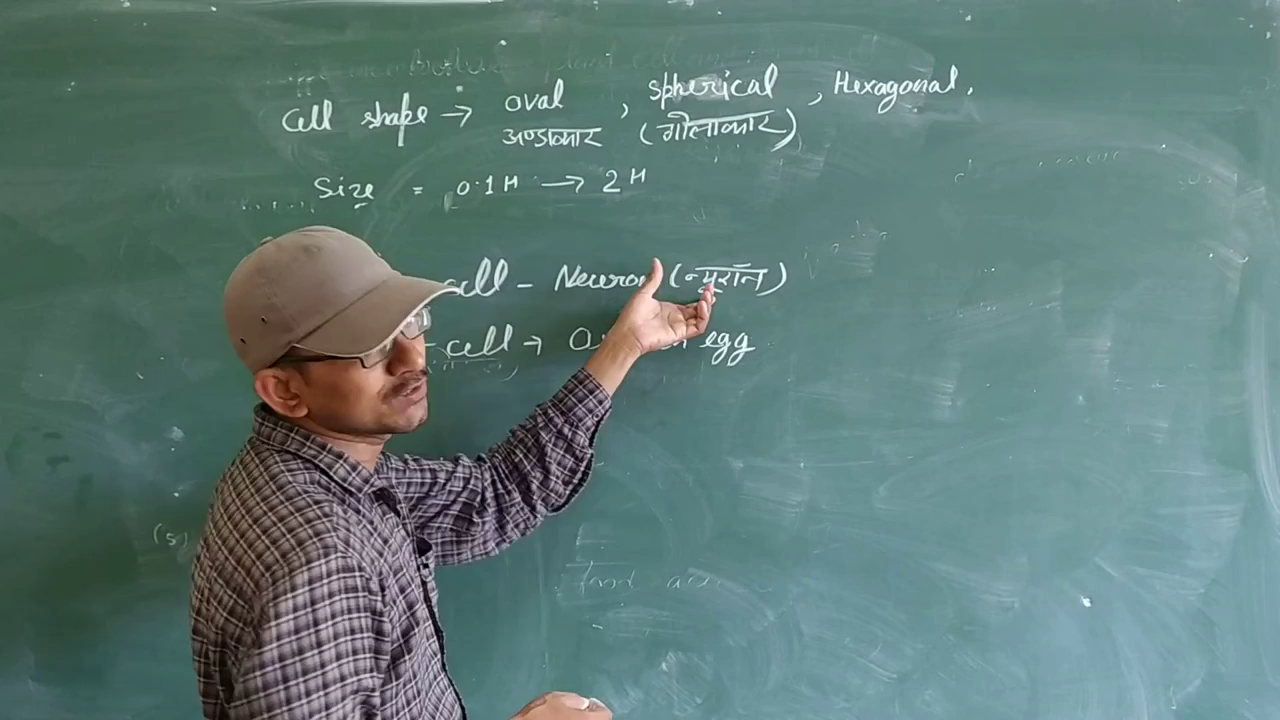 Cell shape → Oval , Spherical , Hexagonal .
अण्डाकार (गोलाकार)
Size = 0.1 H → 2 H
cell - Neuron (न्यूरॉन)
cell → egg